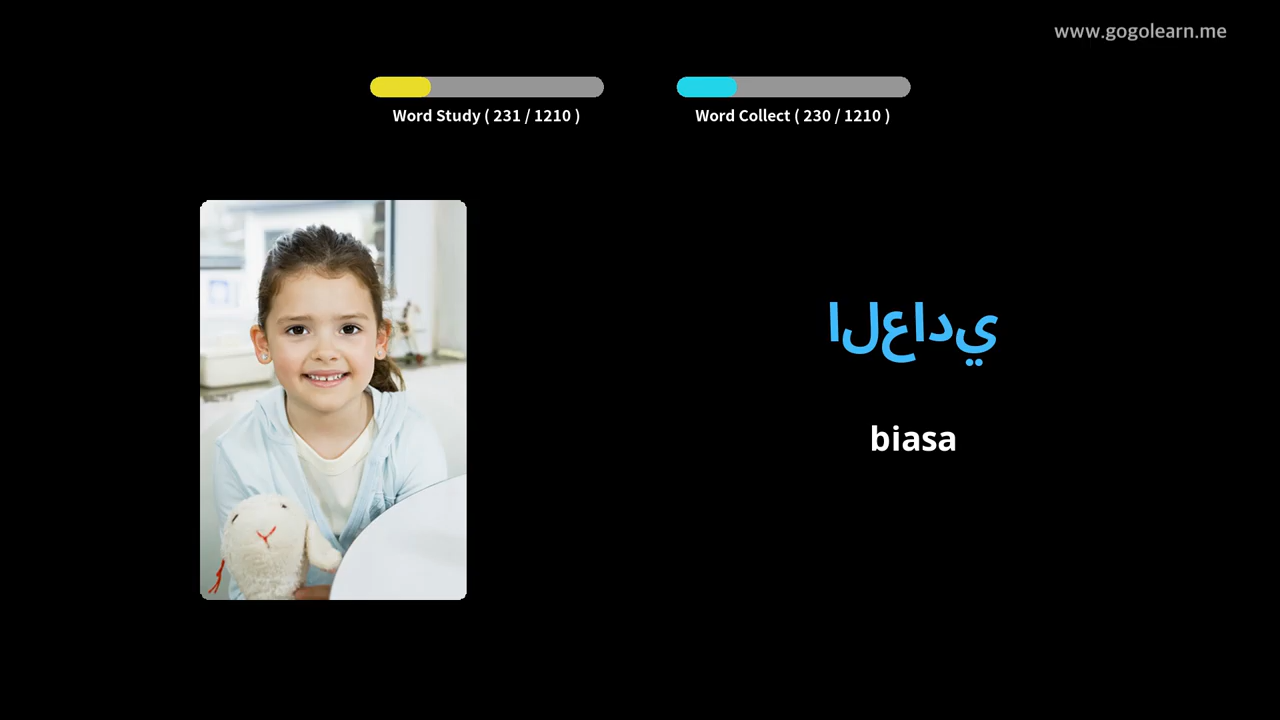 www.gogolearn.me
Word Study ( 231 / 1210 )
Word Collect ( 230 / 1210 )
العادي
biasa